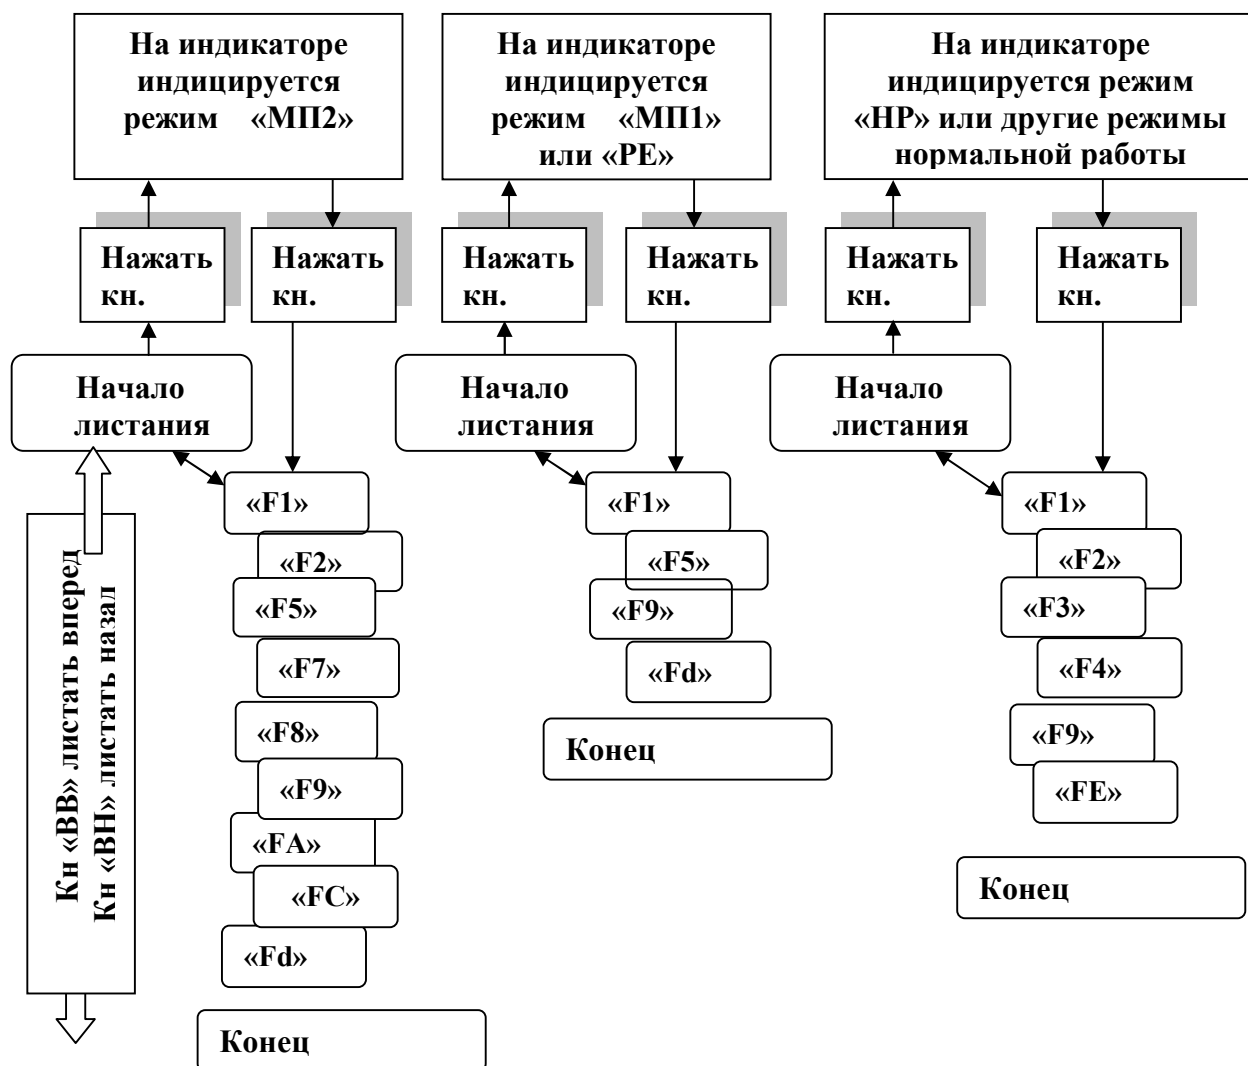 На индикаторе
индицируется
режим «МП2»
На индикаторе
индицируется
режим «МП1»
или «РЕ»
На индикаторе
индицируется режим
«НР» или другие режимы
нормальной работы
Нажать
кн.
Нажать
кн.
Нажать
кн.
Нажать
кн.
Нажать
кн.
Нажать
кн.
Начало
листания
Начало
листания
Начало
листания
Кн «ВВ» листать вперед
Кн «ВН» листать назад
«F1»
«F2»
«F5»
«F7»
«F8»
«F9»
«FA»
«FC»
«Fd»
Конец
«F1»
«F5»
«F9»
«Fd»
Конец
«F1»
«F2»
«F3»
«F4»
«F9»
«FE»
Конец